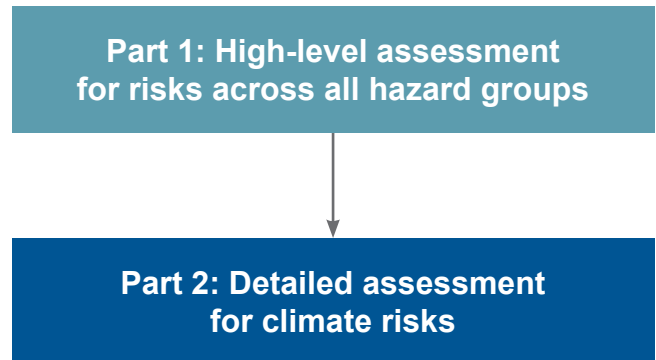 Part 1: High-level assessment
for risks across all hazard groups
Part 2: Detailed assessment
for climate risks